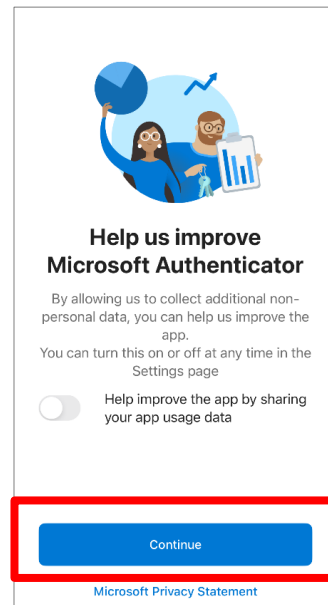 Help us improve
Microsoft Authenticator
By allowing us to collect additional non-
personal data, you can help us improve the
app.
You can turn this on or off at any time in the
Settings page
Help improve the app by sharing
your app usage data
Continue
Microsoft Privacy Statement